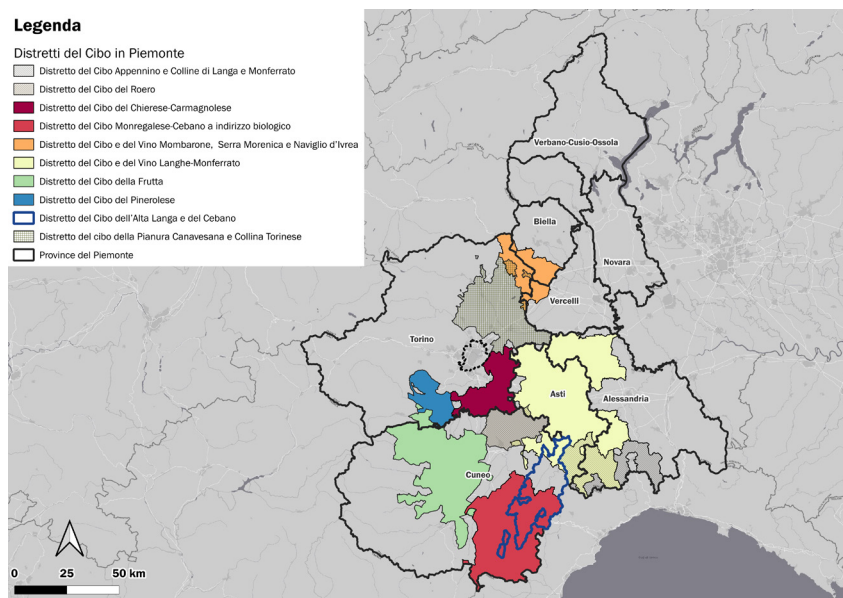 Legenda
Distretti del Cibo in Piemonte
Distretto del Cibo Appennino e Colline di Langa e Monferrato
Distretto del Cibo del Roero
Distretto del Cibo del Chierese-Carmagnolese
Distretto del Cibo Monregalese-Cebano a indirizzo biologico
Distretto del Cibo e del Vino Mombarone, Serra Morenica e Naviglio d'Ivrea
Distretto del Cibo e del Vino Langhe-Monferrato
Distretto del Cibo della Frutta
Distretto del Cibo del Pinerolese
Distretto del Cibo dell'Alta Langa e del Cebano
Distretto del cibo della Pianura Canavesana e Collina Torinese
Province del Piemonte
Verbano-Cusio-Ossola
Biella
Novara
Vercelli
Torino
Asti
Alessandria
Cuneo
0 25 50 km